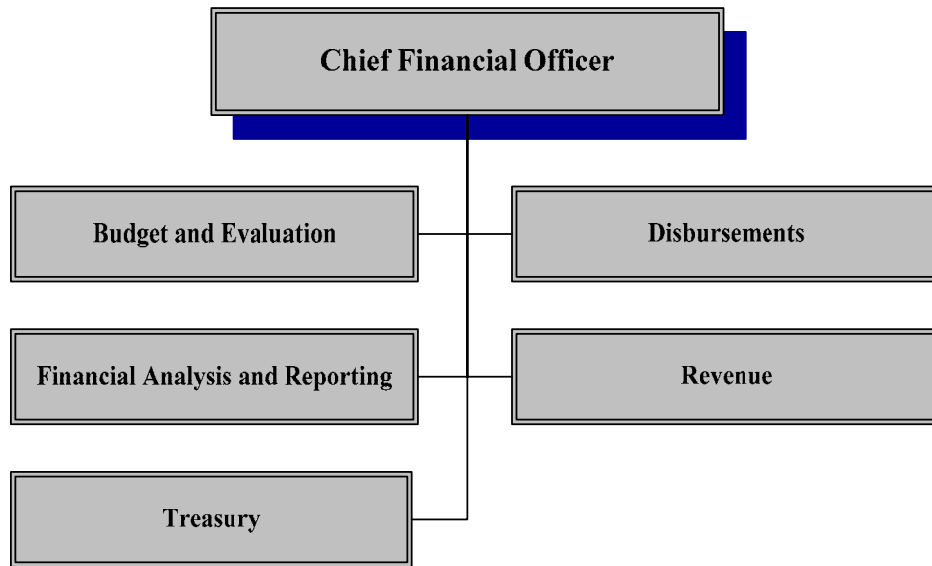 Chief Financial Officer
Budget and Evaluation
Disbursements
Financial Analysis and Reporting
Revenue
Treasury